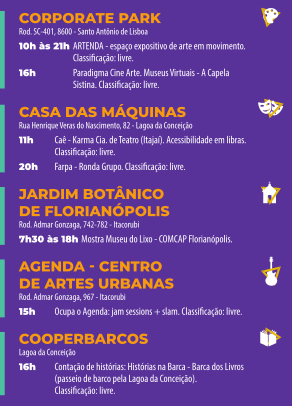 CORPORATE PARK
Rod. SC-401, 8600 - Santo Antônio de Lisboa
10h às 21h ARTENDA - espaço expositivo de arte em movimento.
Classificação: livre.
16h Paradigma Cine Arte. Museus Virtuais - A Capela
Sistina. Classificação: livre.
CASA DAS MÁQUINAS
Rua Henrique Veras do Nascimento, 82 - Lagoa da Conceição
11h Caê - Karma Cia. de Teatro (Itajaí). Acessibilidade em libras.
Classificação: livre.
20h Farpa - Ronda Grupo. Classificação: livre.
JARDIM BOTÂNICO
DE FLORIANÓPOLIS
Rod. Admar Gonzaga, 742-782 - Itacorubi
7h30 às 18h Mostra Museu do Lixo - COMCAP Florianópolis.
AGENDA - CENTRO
DE ARTES URBANAS
Rod. Admar Gonzaga, 967 - Itacorubi
15h Ocupa o Agenda: jam sessions + slam. Classificação: livre.
COOPERBARCOS
Lagoa da Conceição
16h Contação de histórias: Histórias na Barca - Barca dos Livros
(passeio de barco pela Lagoa da Conceição).
Classificação: livre.